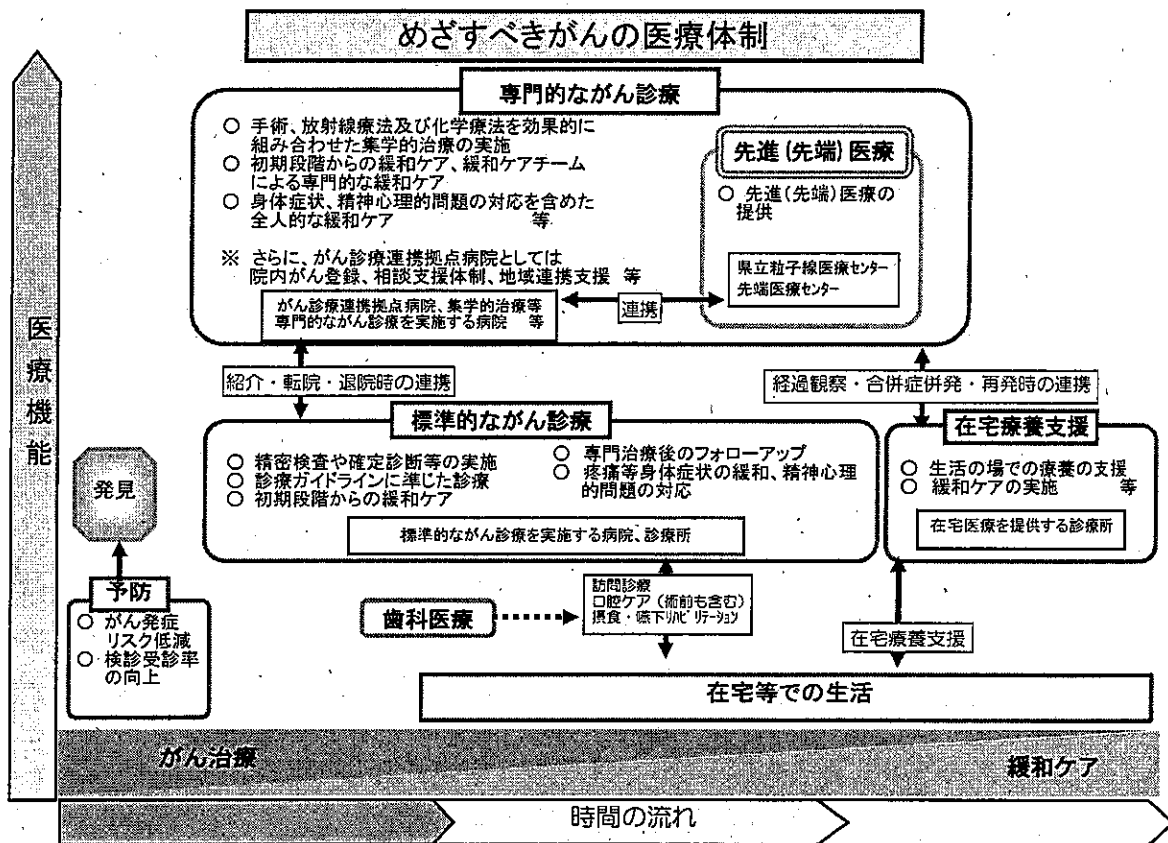 めざすべきがんの医療体制
医療機能
専門的ながん診療
○ 手術、放射線療法及び化学療法を効果的に
組み合わせた集学的治療の実施
○ 初期段階からの緩和ケア、緩和ケアチーム
による専門的な緩和ケア
○ 身体症状、精神心理的問題の対応を含めた
全人的な緩和ケア 等
※ さらに、がん診療連携拠点病院としては
院内がん登録、相談支援体制、地域連携支援 等
がん診療連携拠点病院、集学的治療等
専門的ながん診療を実施する病院 等
連携
先進(先端)医療
○ 先進(先端)医療の
提供
県立粒子線医療センター
先端医療センター
紹介・転院・退院時の連携
経過観察・合併症併発・再発時の連携
標準的ながん診療
○ 精密検査や確定診断等の実施
○ 診療ガイドラインに準じた診療
○ 初期段階からの緩和ケア
○ 専門治療後のフォローアップ
○ 疼痛等身体症状の緩和、精神心理
的問題の対応
標準的ながん診療を実施する病院、診療所
在宅療養支援
○ 生活の場での療養の支援
○ 緩和ケアの実施 等
在宅医療を提供する診療所
発見
予防
○ がん発症
リスク低減
○ 検診受診率
の向上
歯科医療
訪問診療
口腔ケア(術前も含む)
摂食・嚥下リハビリテーション
在宅療養支援
在宅等での生活
がん治療
緩和ケア
時間の流れ